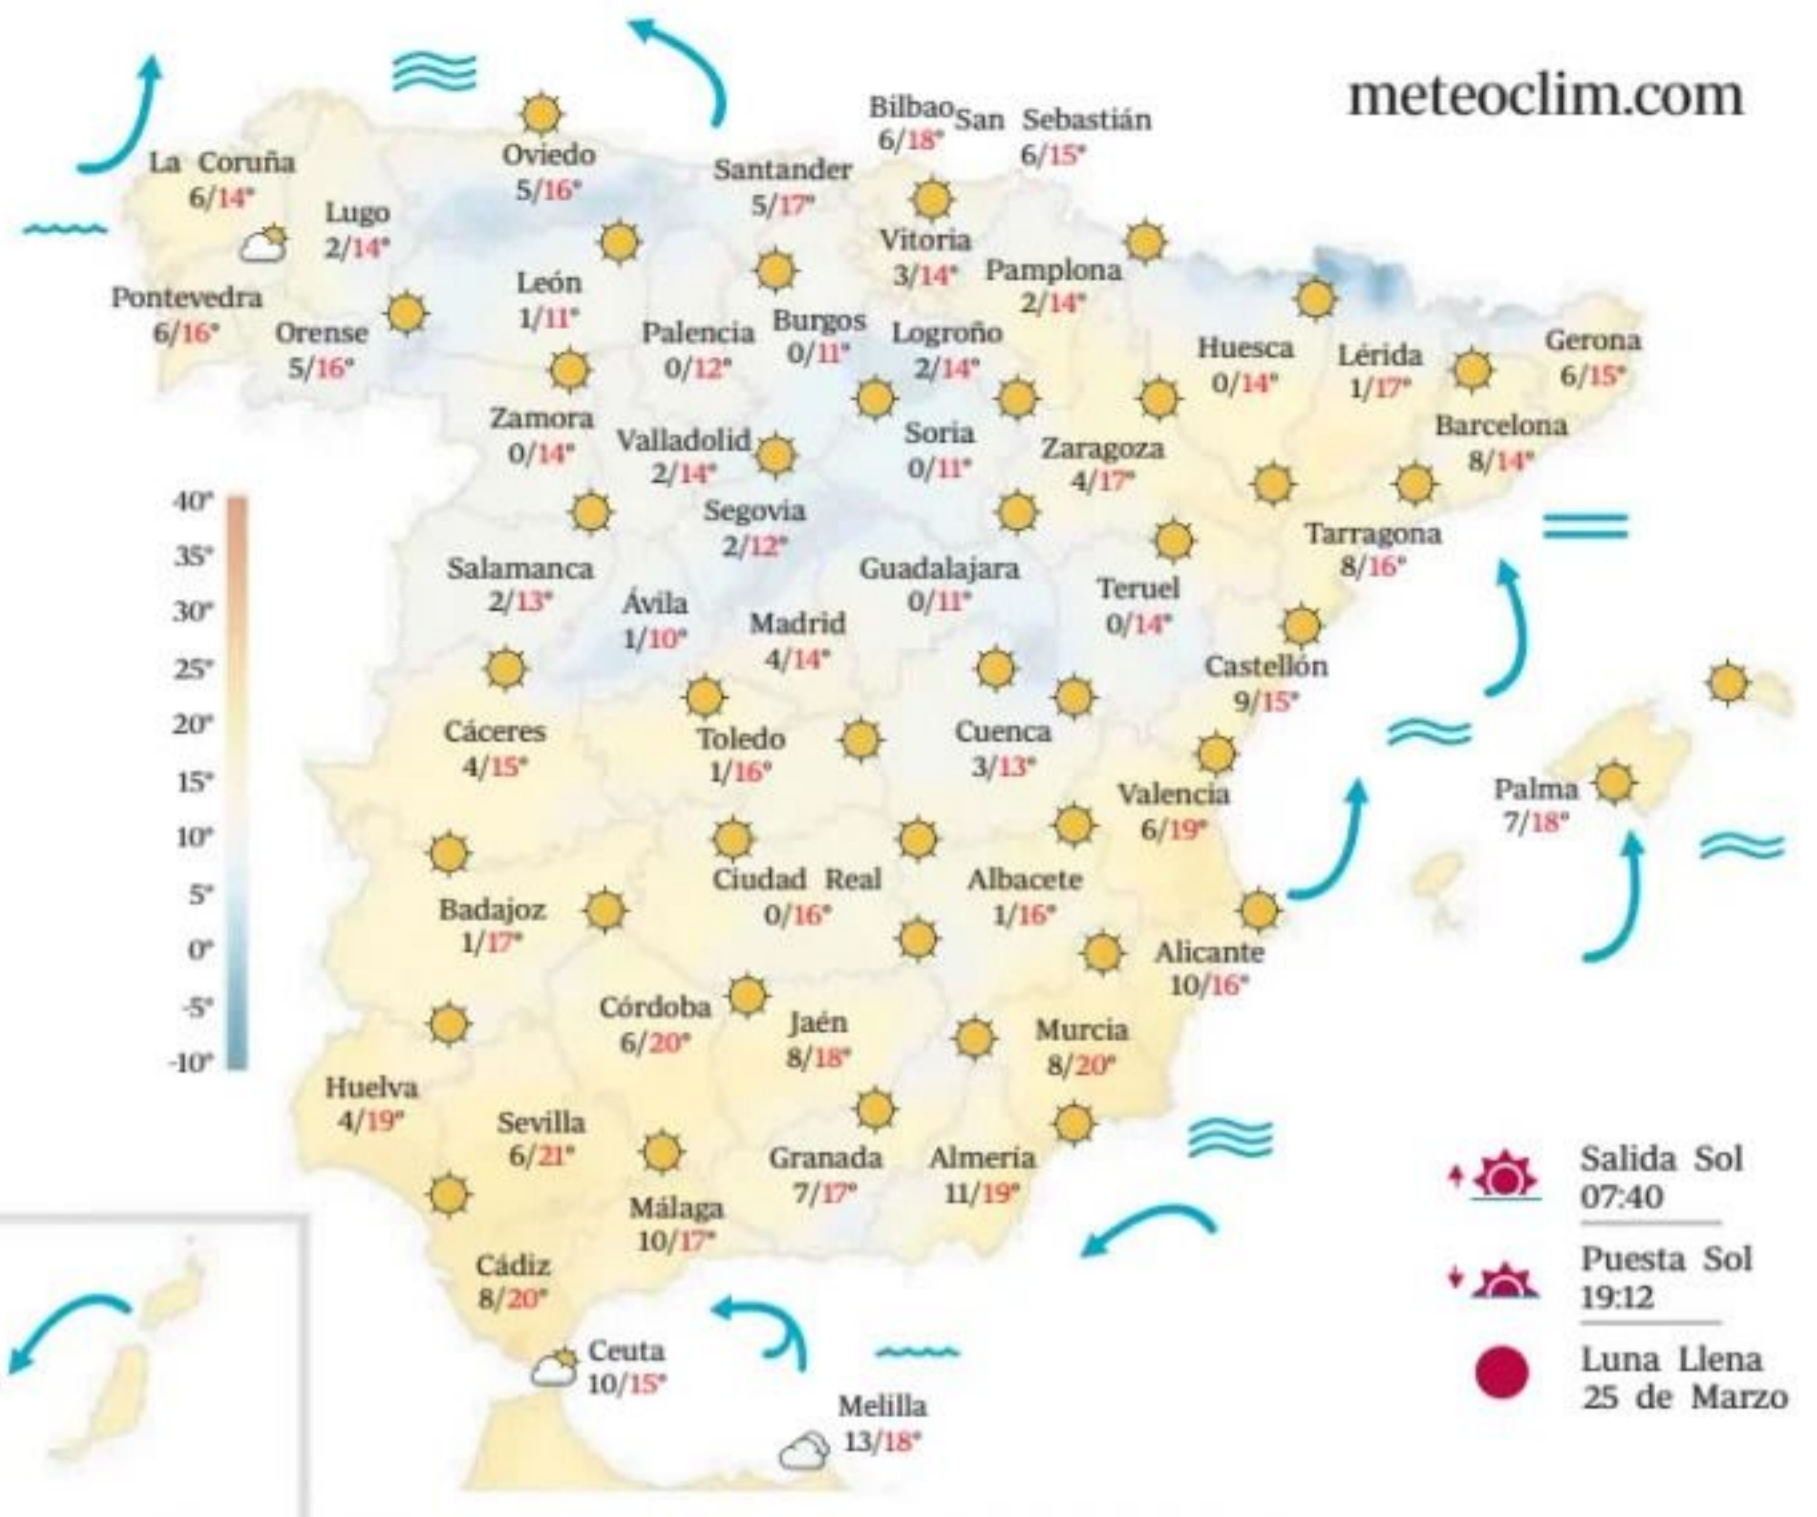 meteoclim.com
Bilbao
6/18°
San Sebastián
6/15°
La Coruña
6/14°
Oviedo
5/16°
Santander
5/17°
Lugo
2/14°
Vitoria
3/14°
Pamplona
2/14°
Pontevedra
6/16°
Orense
5/16°
León
1/11°
Palencia
0/12°
Burgos
0/11°
Logroño
2/14°
Huesca
0/14°
Lérida
1/17°
Gerona
6/15°
Zamora
0/14°
Valladolid
2/14°
Soria
0/11°
Zaragoza
4/17°
Barcelona
8/14°
Segovia
2/12°
Tarragona
8/16°
Salamanca
2/13°
Ávila
1/10°
Madrid
4/14°
Guadalajara
0/11°
Teruel
0/14°
Castellón
9/15°
Cáceres
4/15°
Toledo
1/16°
Cuenca
3/13°
Valencia
6/19°
Palma
7/18°
Badajoz
1/17°
Ciudad Real
0/16°
Albacete
1/16°
Alicante
10/16°
Córdoba
6/20°
Jaén
8/18°
Murcia
8/20°
Huelva
4/19°
Sevilla
6/21°
Granada
7/17°
Almería
11/19°
Málaga
10/17°
Cádiz
8/20°
Ceuta
10/15°
Melilla
13/18°
40°
35°
30°
25°
20°
15°
10°
5°
0°
-5°
-10°
Salida Sol
07:40
Puesta Sol
19:12
Luna Llena
25 de Marzo